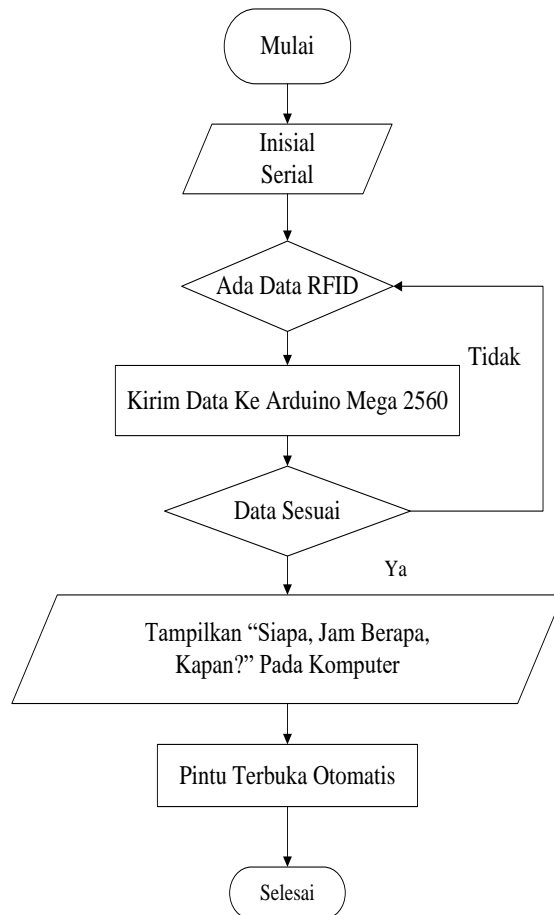 Mulai
Inisial
Serial
Ada Data RFID
Tidak
Kirim Data Ke Arduino Mega 2560
Data Sesuai
Ya
Tampilkan “Siapa, Jam Berapa,
Kapan?” Pada Komputer
Pintu Terbuka Otomatis
Selesai